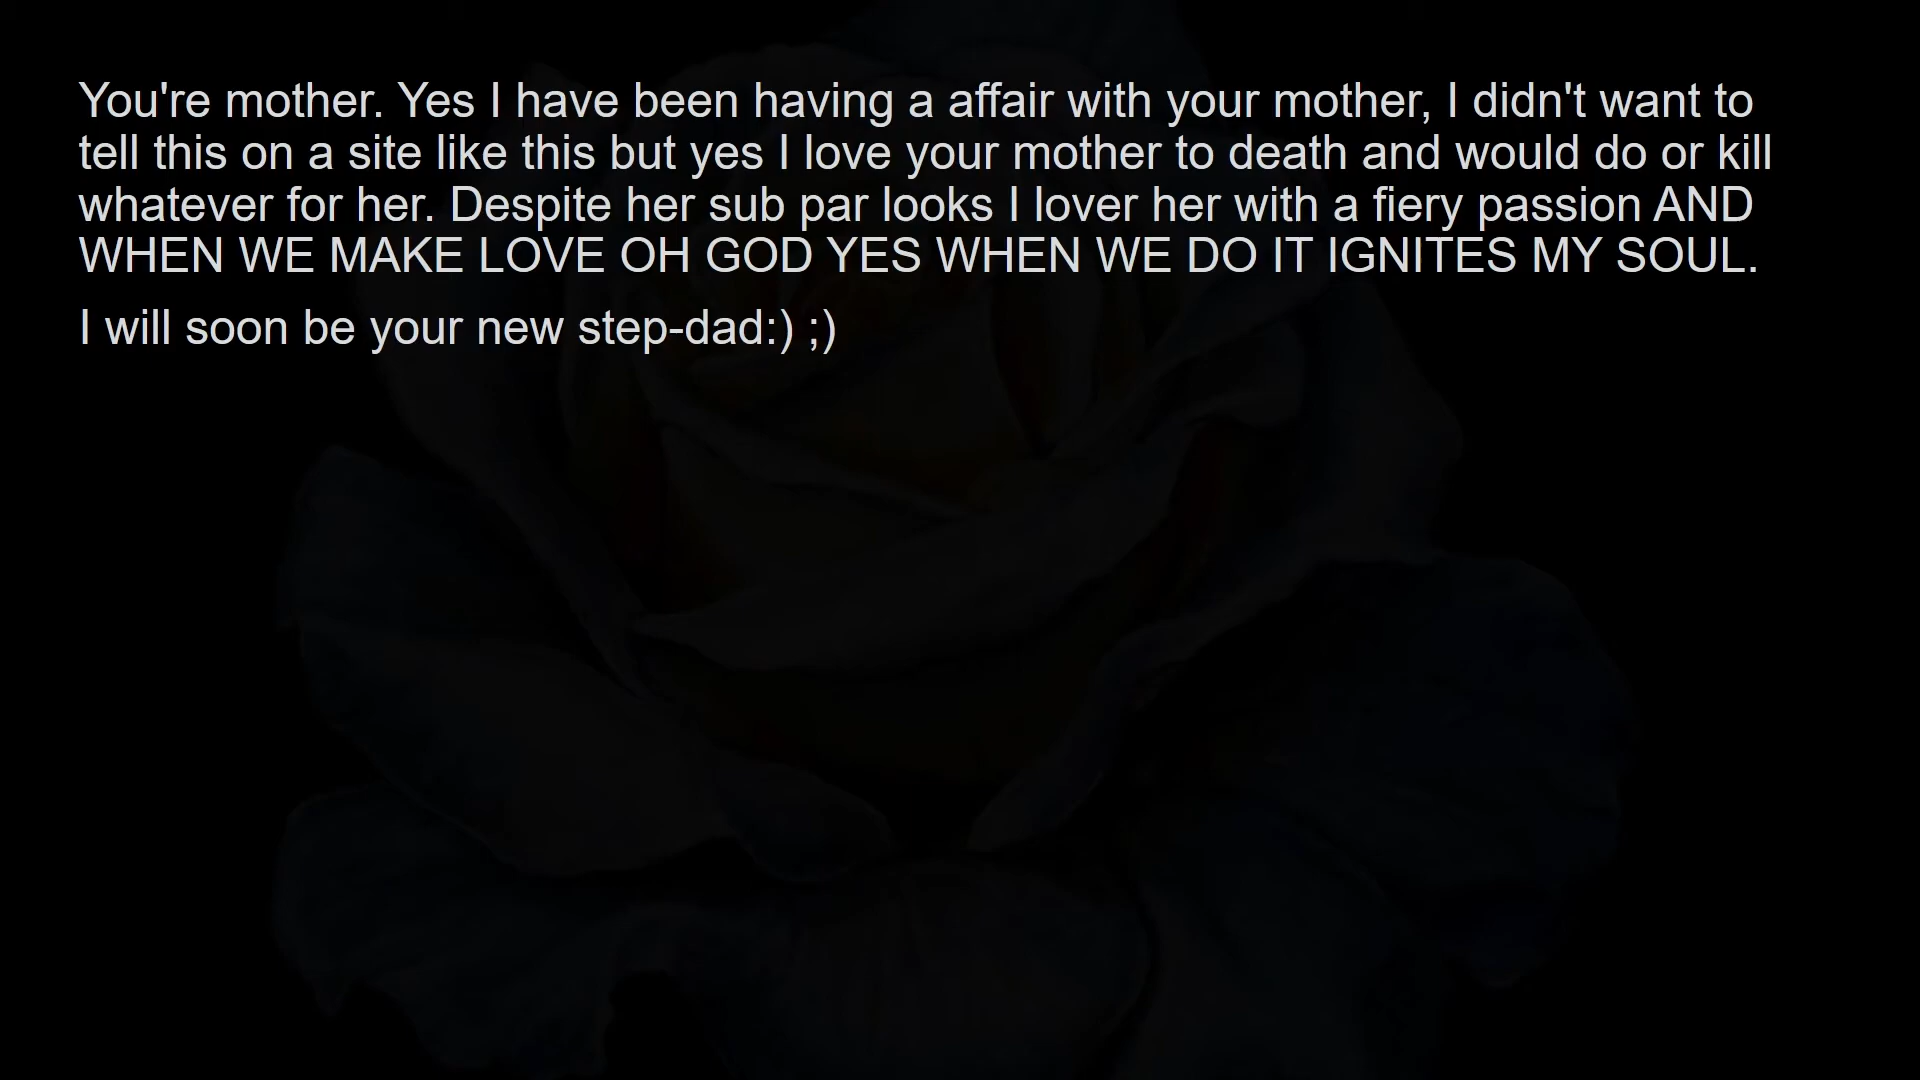 You're mother. Yes I have been having a affair with your mother, I didn't want to
tell this on a site like this but yes I love your mother to death and would do or kill
whatever for her. Despite her sub par looks I lover her with a fiery passion AND
WHEN WE MAKE LOVE OH GOD YES WHEN WE DO IT IGNITES MY SOUL.
I will soon be your new step-dad:) ;)